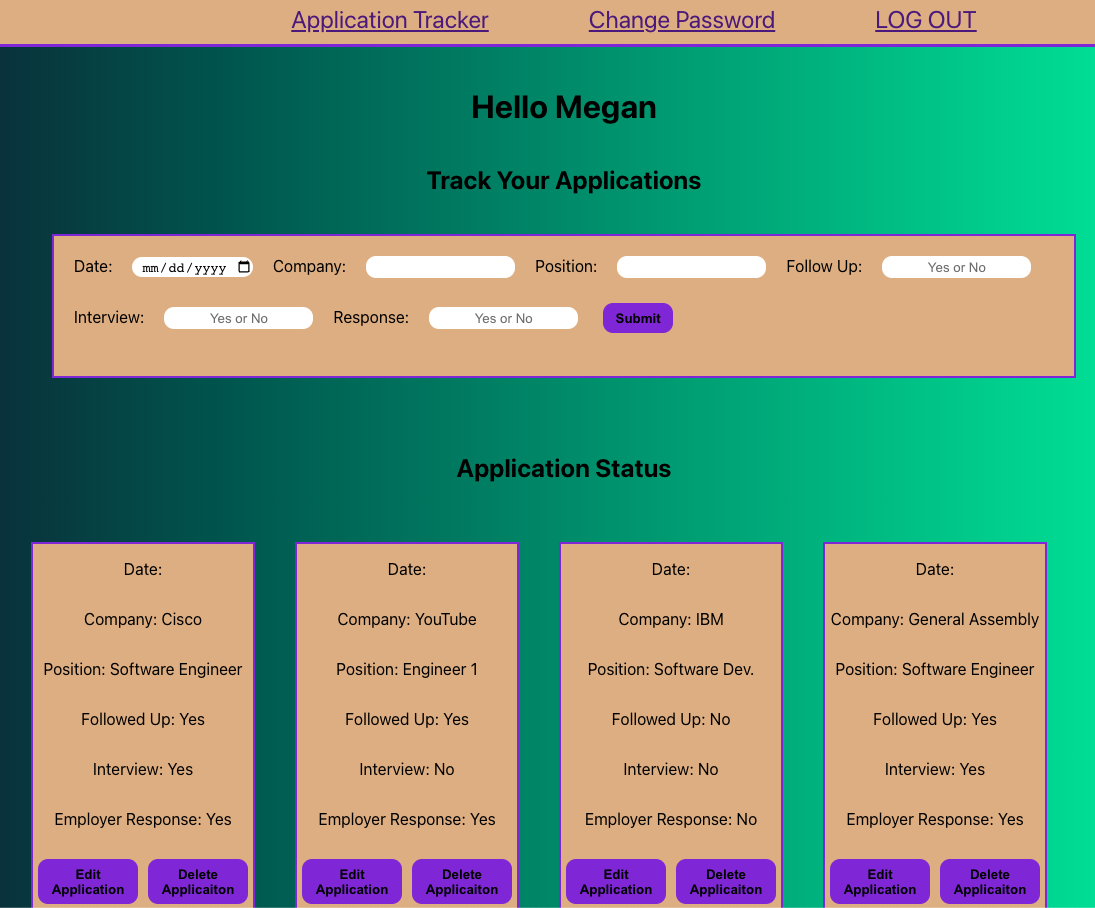 Application Tracker Change Password LOG OUT
Hello Megan
Track Your Applications
Date: mm/dd/yyyy Company: Position: Follow Up: Yes or No
Interview: Yes or No Response: Yes or No Submit
Application Status
Date:
Company: Cisco
Position: Software Engineer
Followed Up: Yes
Interview: Yes
Employer Response: Yes
Edit Application
Delete Applicaiton
Date:
Company: YouTube
Position: Engineer 1
Followed Up: Yes
Interview: No
Employer Response: Yes
Edit Application
Delete Applicaiton
Date:
Company: IBM
Position: Software Dev.
Followed Up: No
Interview: No
Employer Response: No
Edit Application
Delete Applicaiton
Date:
Company: General Assembly
Position: Software Engineer
Followed Up: Yes
Interview: Yes
Employer Response: Yes
Edit Application
Delete Applicaiton